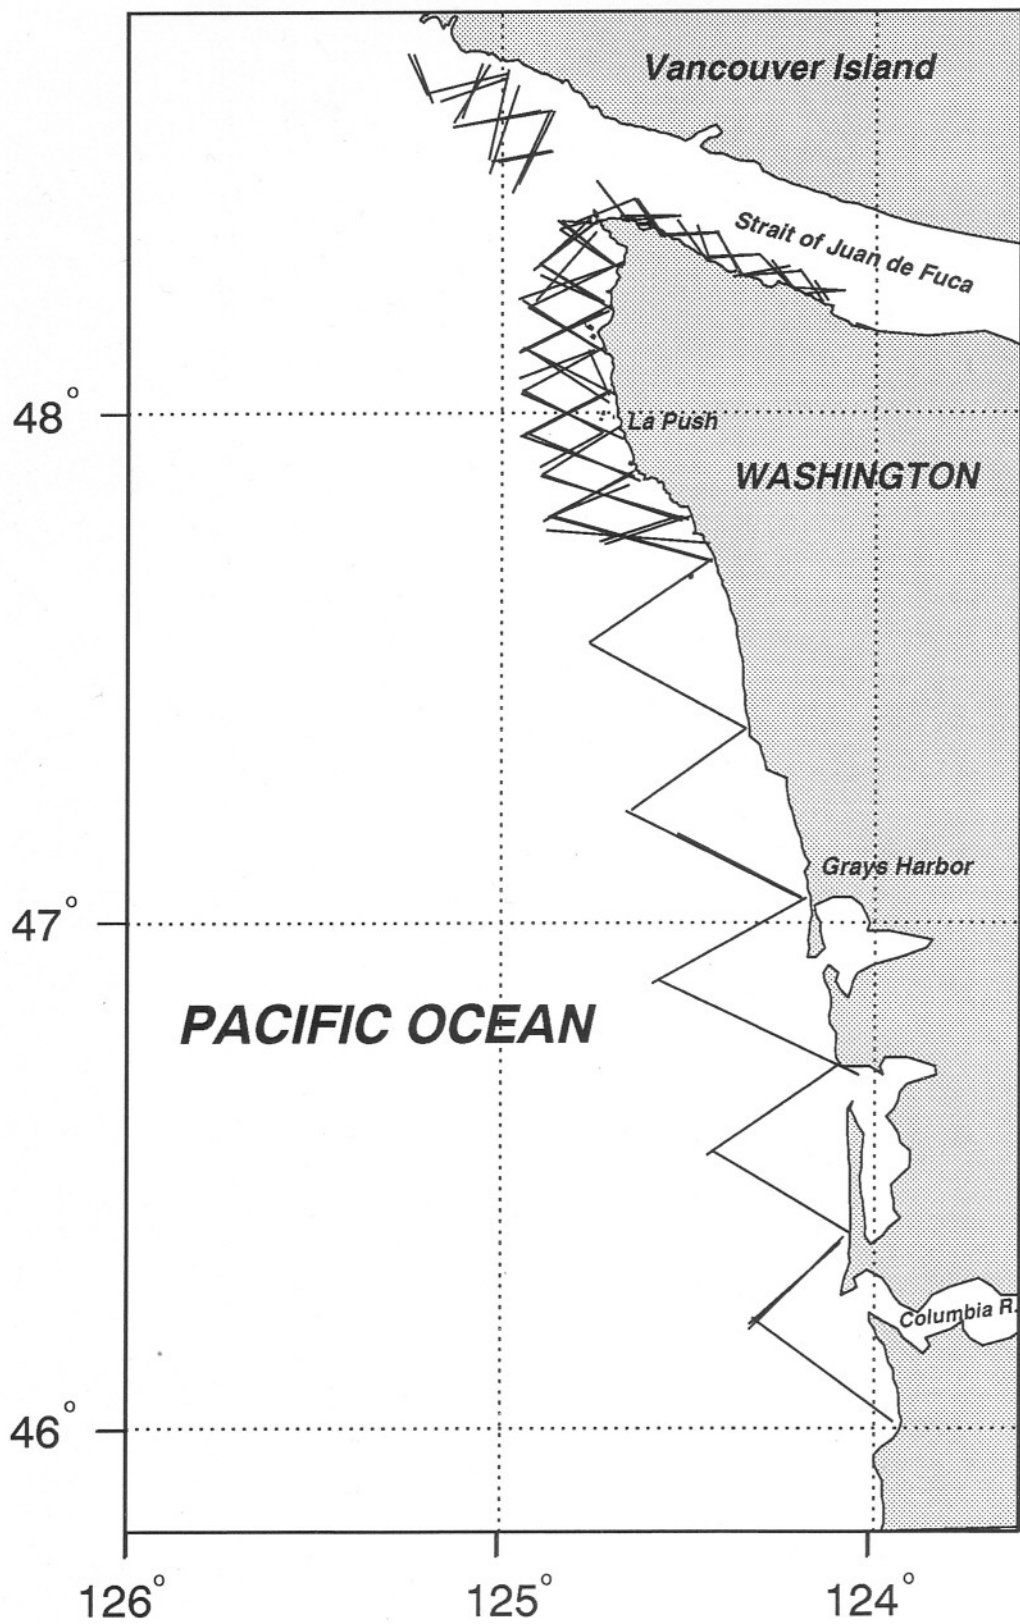 Vancouver Island
Strait of Juan de Fuca
48°
La Push
WASHINGTON
Grays Harbor
47°
PACIFIC OCEAN
Columbia R.
46°
126° 125° 124°